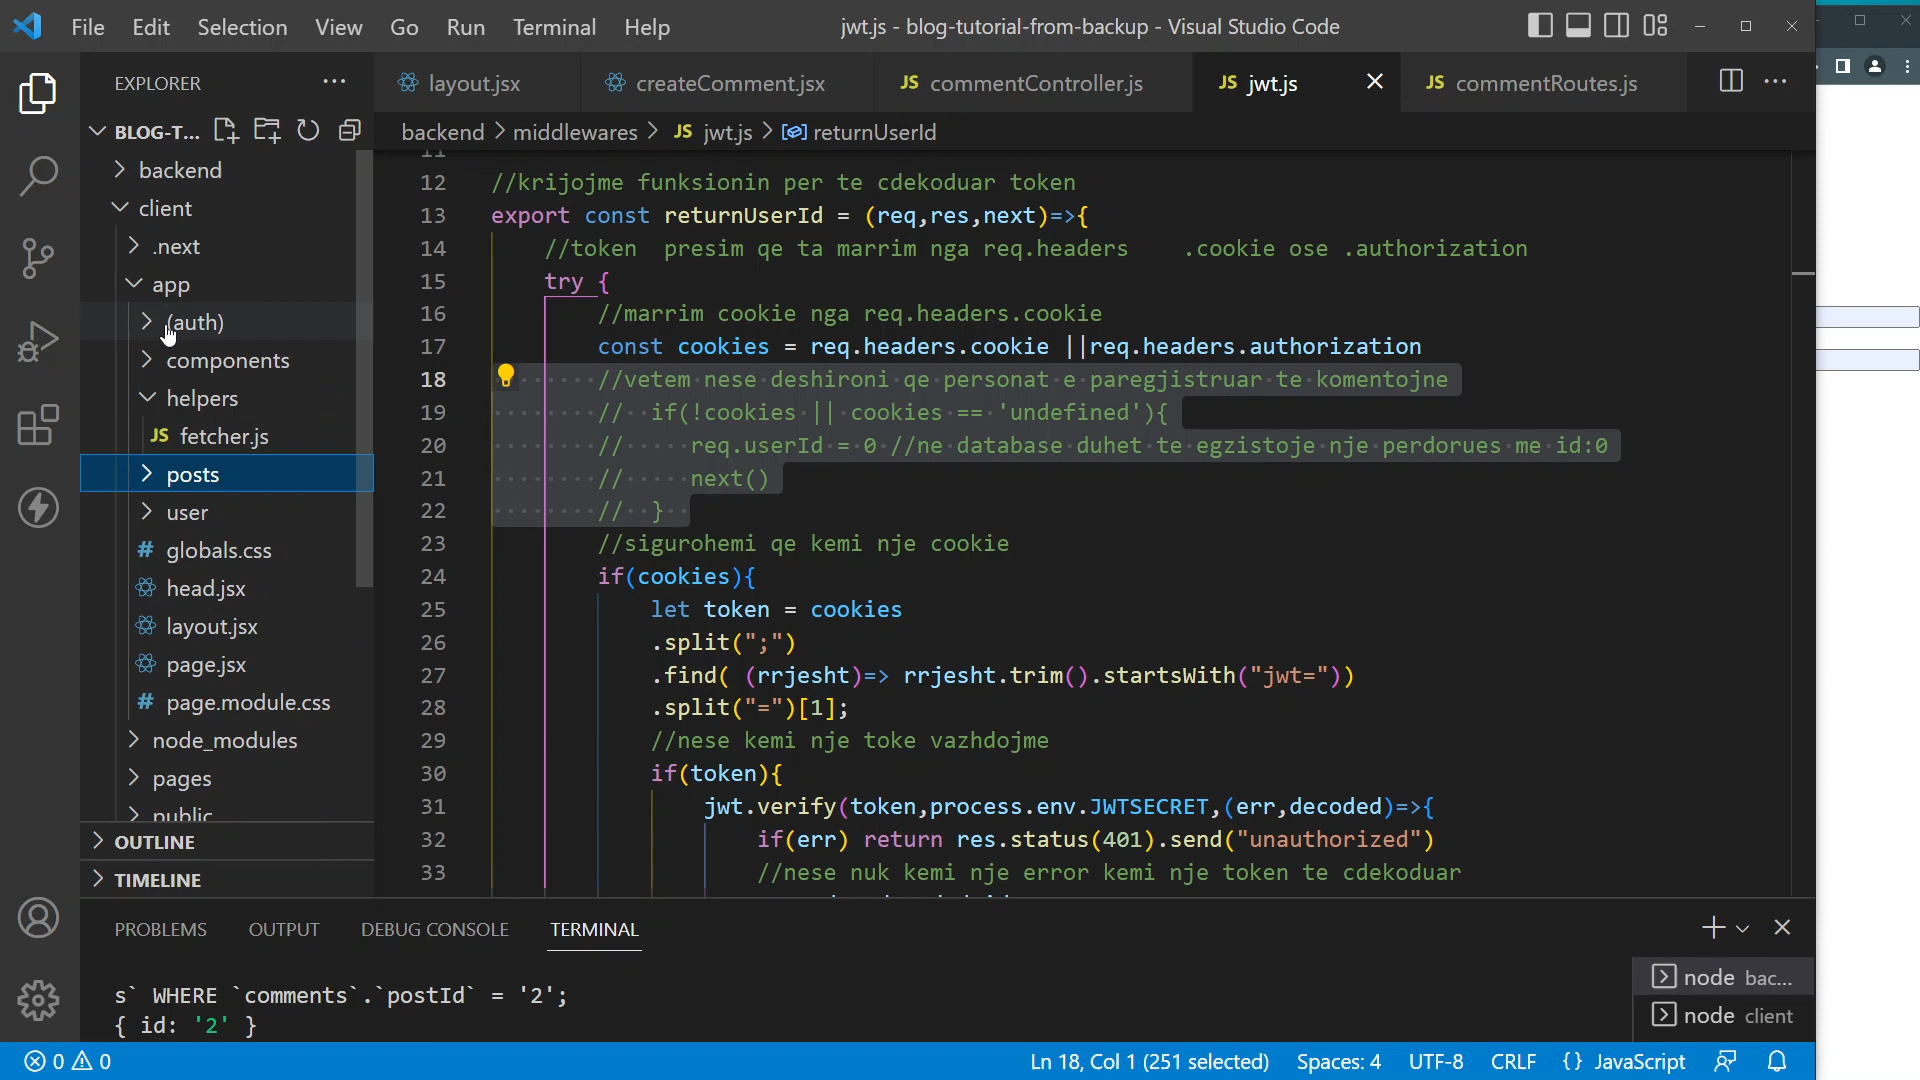 File Edit Selection View Go Run Terminal Help
jwt.js - blog-tutorial-from-backup - Visual Studio Code
EXPLORER
layout.jsx
createComment.jsx
JS commentController.js
JS jwt.js
JS commentRoutes.js
BLOG-T...
backend > middlewares > JS jwt.js > returnUserId
backend
client
.next
app
(auth)
components
helpers
JS fetcher.js
posts
user
# globals.css
head.jsx
layout.jsx
page.jsx
# page.module.css
node_modules
pages
public
OUTLINE
TIMELINE
11
12 //krijojme funksionin per te cdekoduar token
13 export const returnUserId = (req,res,next)=>{
14 //token  presim qe ta marrim nga req.headers    .cookie ose .authorization
15 try {
16 //marrim cookie nga req.headers.cookie
17 const cookies = req.headers.cookie ||req.headers.authorization
18 //vetem nese deshironi qe personat e paregjistruar te komentojne
19 //  if(!cookies || cookies == 'undefined'){
20 //     req.userId = 0 //ne database duhet te egzistoje nje perdorues me id:0
21 //     next()
22 //  }
23 //sigurohemi qe kemi nje cookie
24 if(cookies){
25 let token = cookies
26 .split(";")
27 .find( (rrjesht)=> rrjesht.trim().startsWith("jwt="))
28 .split("=")[1];
29 //nese kemi nje toke vazhdojme
30 if(token){
31 jwt.verify(token,process.env.JWTSECRET,(err,decoded)=>{
32 if(err) return res.status(401).send("unauthorized")
33 //nese nuk kemi nje error kemi nje token te cdekoduar
PROBLEMS OUTPUT DEBUG CONSOLE TERMINAL
s` WHERE `comments`.`postId` = '2';
{ id: '2' }
node bac...
node client
0 0
Ln 18, Col 1 (251 selected) Spaces: 4 UTF-8 CRLF {} JavaScript